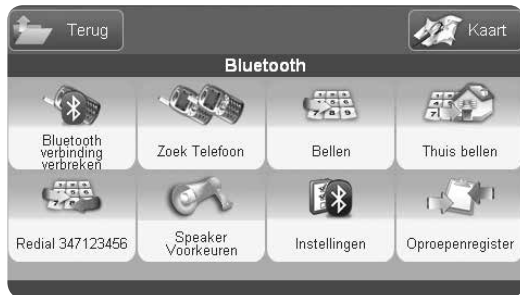 Terug
Kaart
Bluetooth
Bluetooth
verbinding
verbreken
Zoek Telefoon
Bellen
Thuis bellen
Redial 347123456
Speaker
Voorkeuren
Instellingen
Oproepenregister